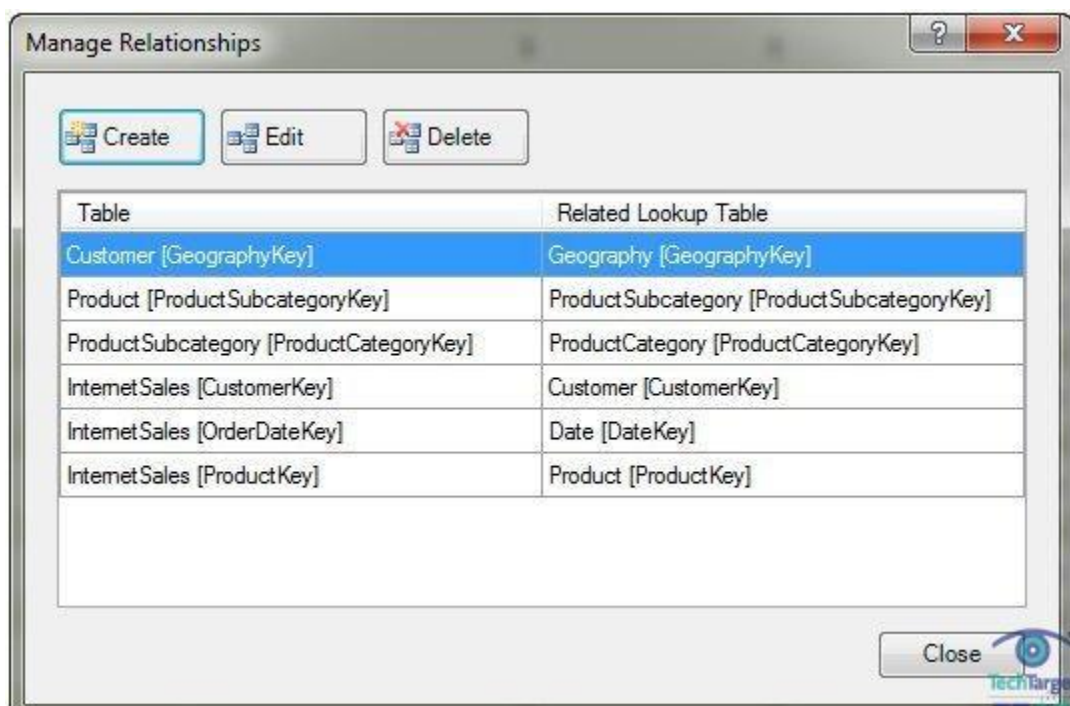 Manage Relationships
?
Create Edit Delete
Table Related Lookup Table
Customer [GeographyKey] Geography [GeographyKey]
Product [ProductSubcategoryKey] ProductSubcategory [ProductSubcategoryKey]
ProductSubcategory [ProductCategoryKey] ProductCategory [ProductCategoryKey]
InternetSales [CustomerKey] Customer [CustomerKey]
InternetSales [OrderDateKey] Date [DateKey]
InternetSales [ProductKey] Product [ProductKey]
Close